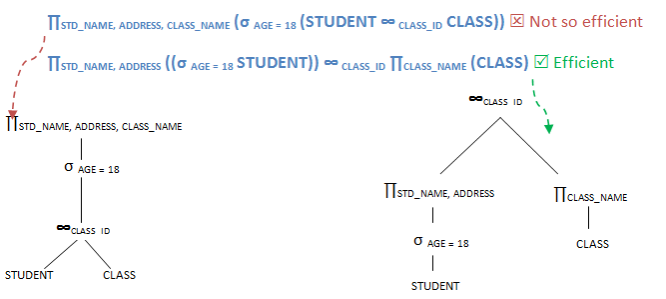 ∏STD_NAME, ADDRESS, CLASS_NAME (σ AGE = 18 (STUDENT ∞ CLASS_ID CLASS)) ☒ Not so efficient
∏STD_NAME, ADDRESS ((σ AGE = 18 STUDENT)) ∞ CLASS_ID ∏CLASS_NAME (CLASS) ☑ Efficient
∏STD_NAME, ADDRESS, CLASS_NAME
σ AGE = 18
∞CLASS_ID
STUDENT CLASS
∞CLASS_ID
∏STD_NAME, ADDRESS ∏CLASS_NAME
σ AGE = 18 CLASS
STUDENT